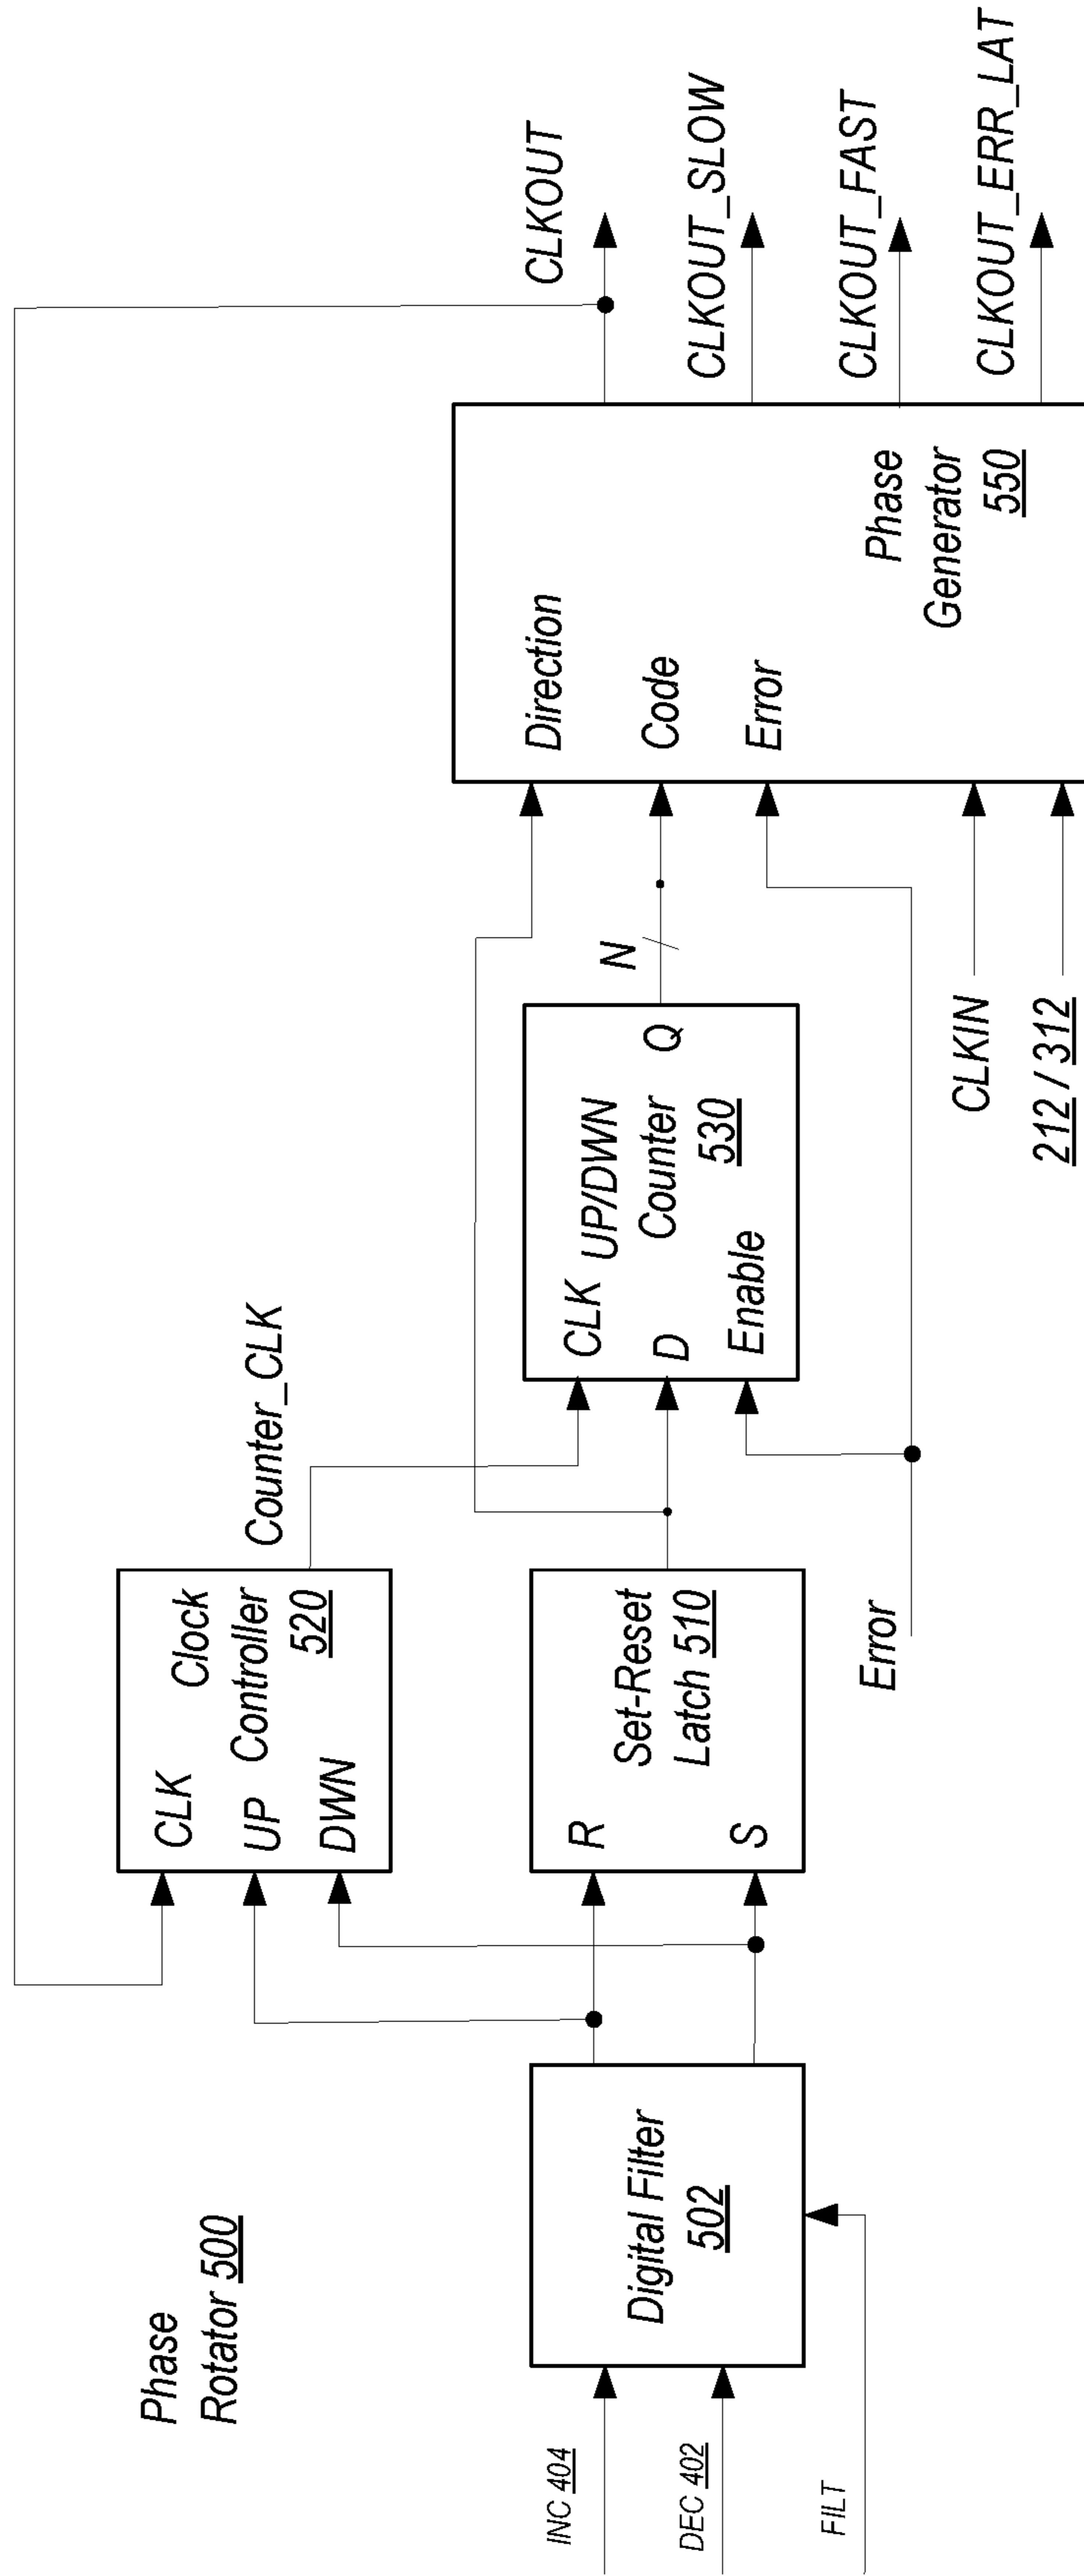 Phase
Rotator 500
INC 404
DEC 402
FILT
Digital Filter
502
CLK
Clock
UP
Controller
DWN
520
Counter_CLK
R
Set-Reset
Latch 510
S
Error
CLK UP/DWN
D
Counter
Q
530
Enable
N
CLKIN
212 / 312
Direction
Code
Error
Phase
Generator
550
CLKOUT
CLKOUT_SLOW
CLKOUT_FAST
CLKOUT_ERR_LAT